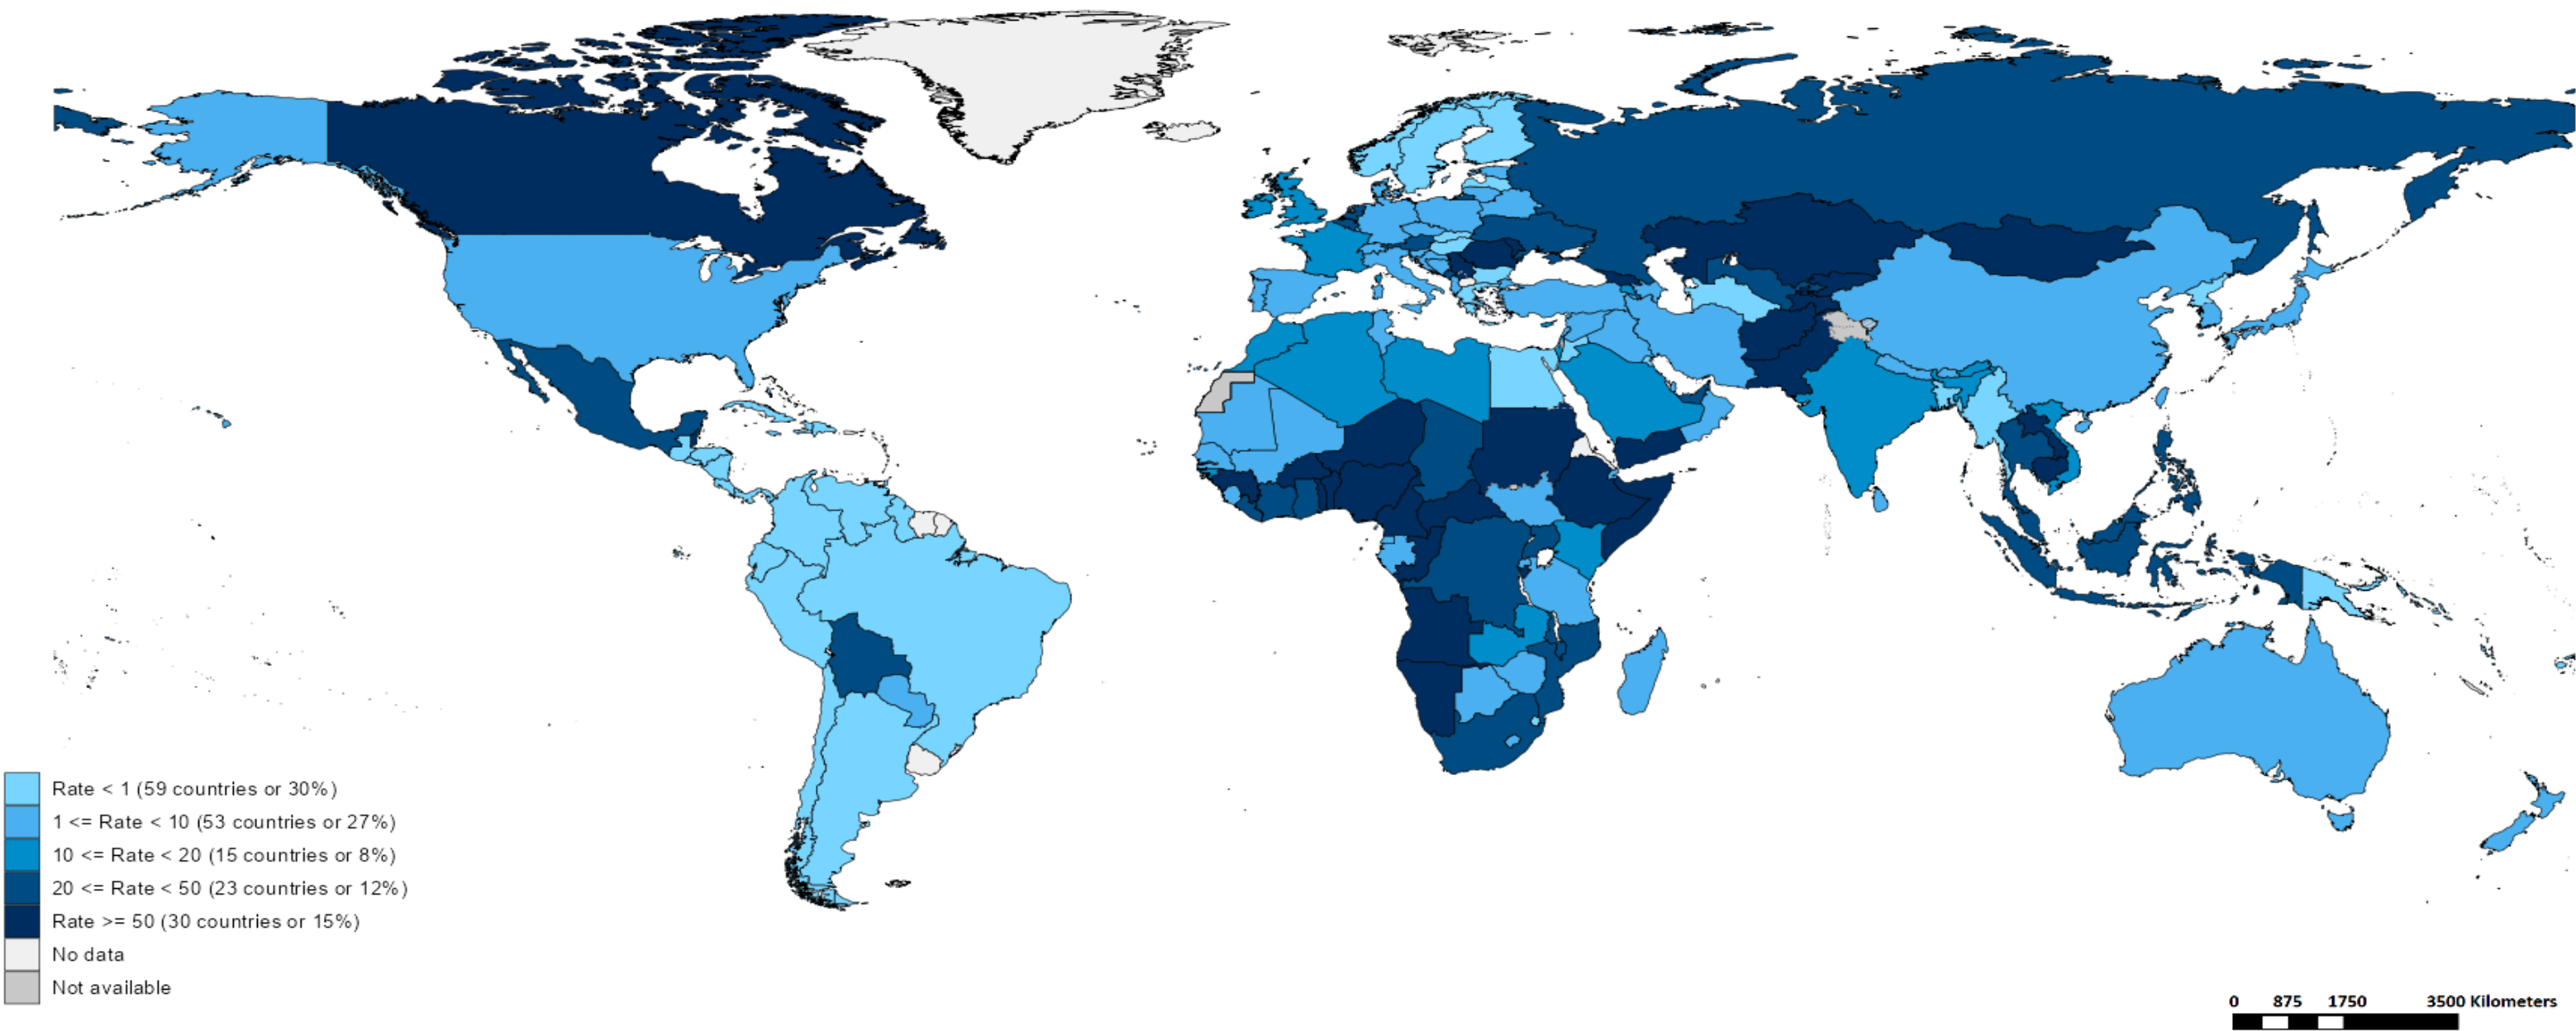 Rate < 1 (59 countries or 30%)
1 <= Rate < 10 (53 countries or 27%)
10 <= Rate < 20 (15 countries or 8%)
20 <= Rate < 50 (23 countries or 12%)
Rate >= 50 (30 countries or 15%)
No data
Not available
0 875 1750 3500 Kilometers